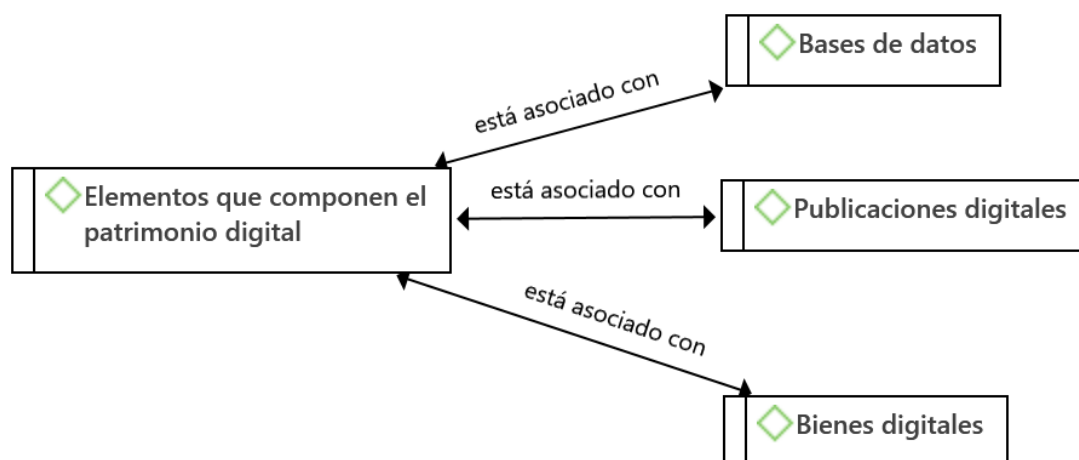 Bases de datos
está asociado con
Elementos que componen el
patrimonio digital
está asociado con
Publicaciones digitales
está asociado con
Bienes digitales